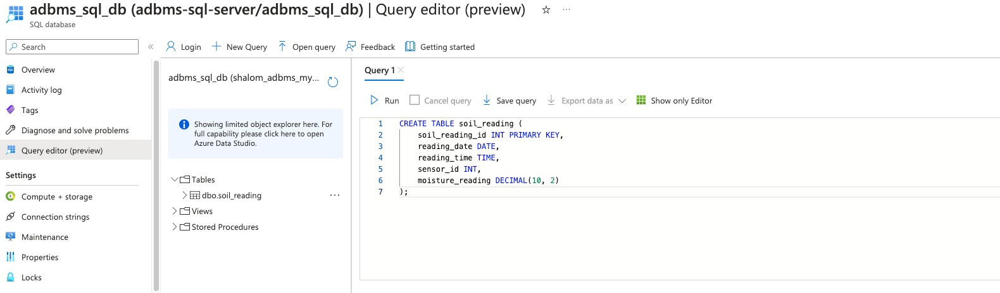 adbms_sql_db (adbms-sql-server/adbms_sql_db) | Query editor (preview)
SQL database
Search
Login
New Query
Open query
Feedback
Getting started
Overview
Activity log
Tags
Diagnose and solve problems
Query editor (preview)
Settings
Compute + storage
Connection strings
Maintenance
Properties
Locks
adbms_sql_db (shalom_adbms_my...
Showing limited object explorer here. For
full capability please click here to open
Azure Data Studio.
Tables
dbo.soil_reading
Views
Stored Procedures
Query 1
Run
Cancel query
Save query
Export data as
Show only Editor
1 CREATE TABLE soil_reading (
2 soil_reading_id INT PRIMARY KEY,
3 reading_date DATE,
4 reading_time TIME,
5 sensor_id INT,
6 moisture_reading DECIMAL(10, 2)
7 );